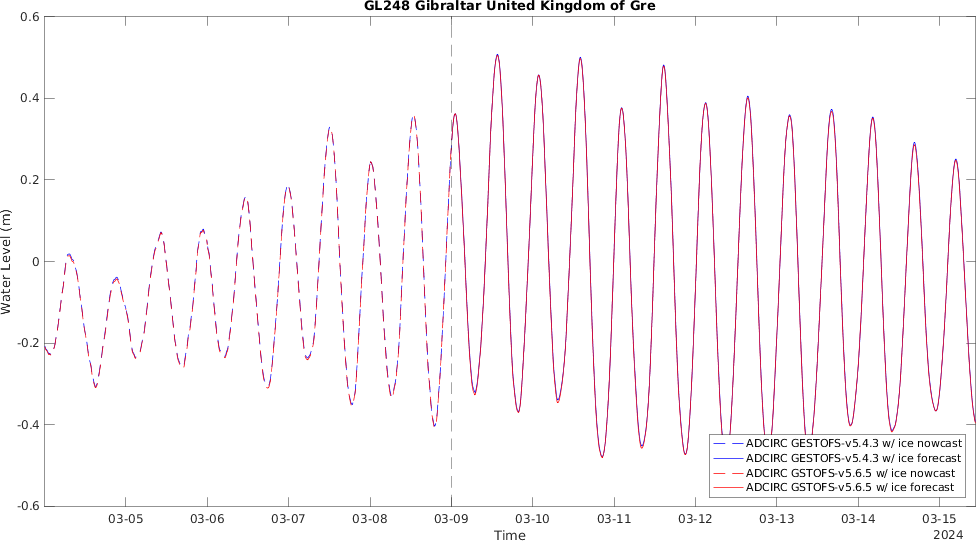 GL248 Gibraltar United Kingdom of Gre
0.6
0.4
0.2
0
-0.2
-0.4
-0.6
Water Level (m)
ADCIRC GESTOFS-v5.4.3 w/ ice nowcast
ADCIRC GESTOFS-v5.4.3 w/ ice forecast
ADCIRC GSTOFS-v5.6.5 w/ ice nowcast
ADCIRC GSTOFS-v5.6.5 w/ ice forecast
03-05 03-06 03-07 03-08 03-09 03-10 03-11 03-12 03-13 03-14 03-15
Time
2024